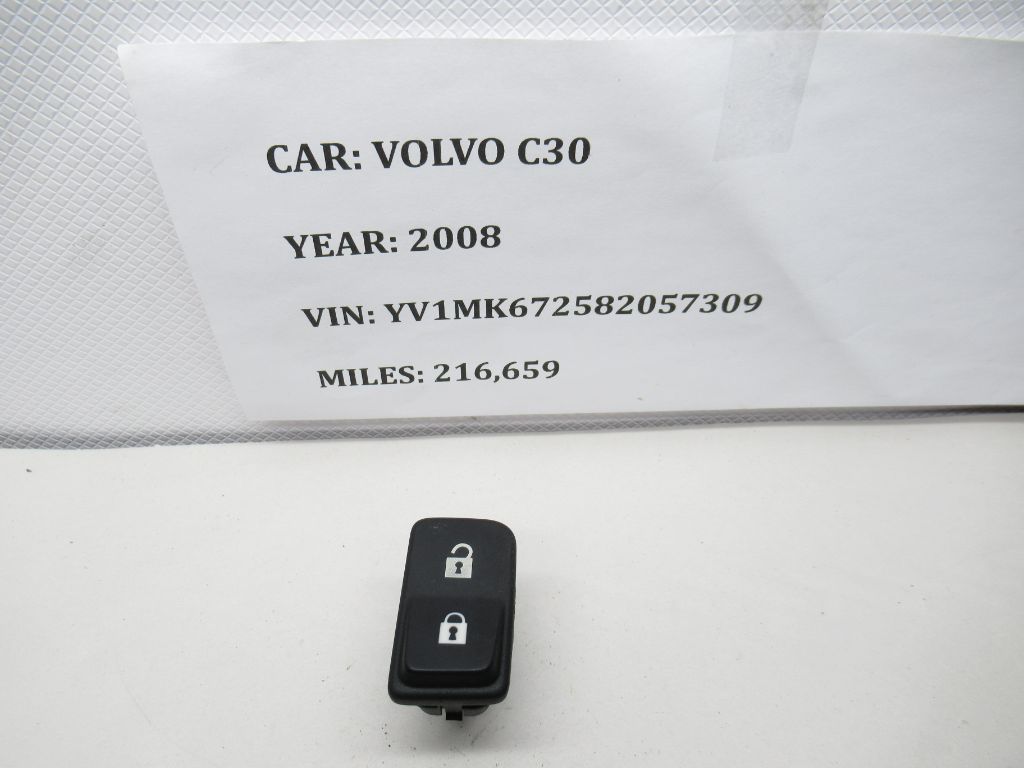 CAR: VOLVO C30
YEAR: 2008
VIN: YV1MK672582057309
MILES: 216,659